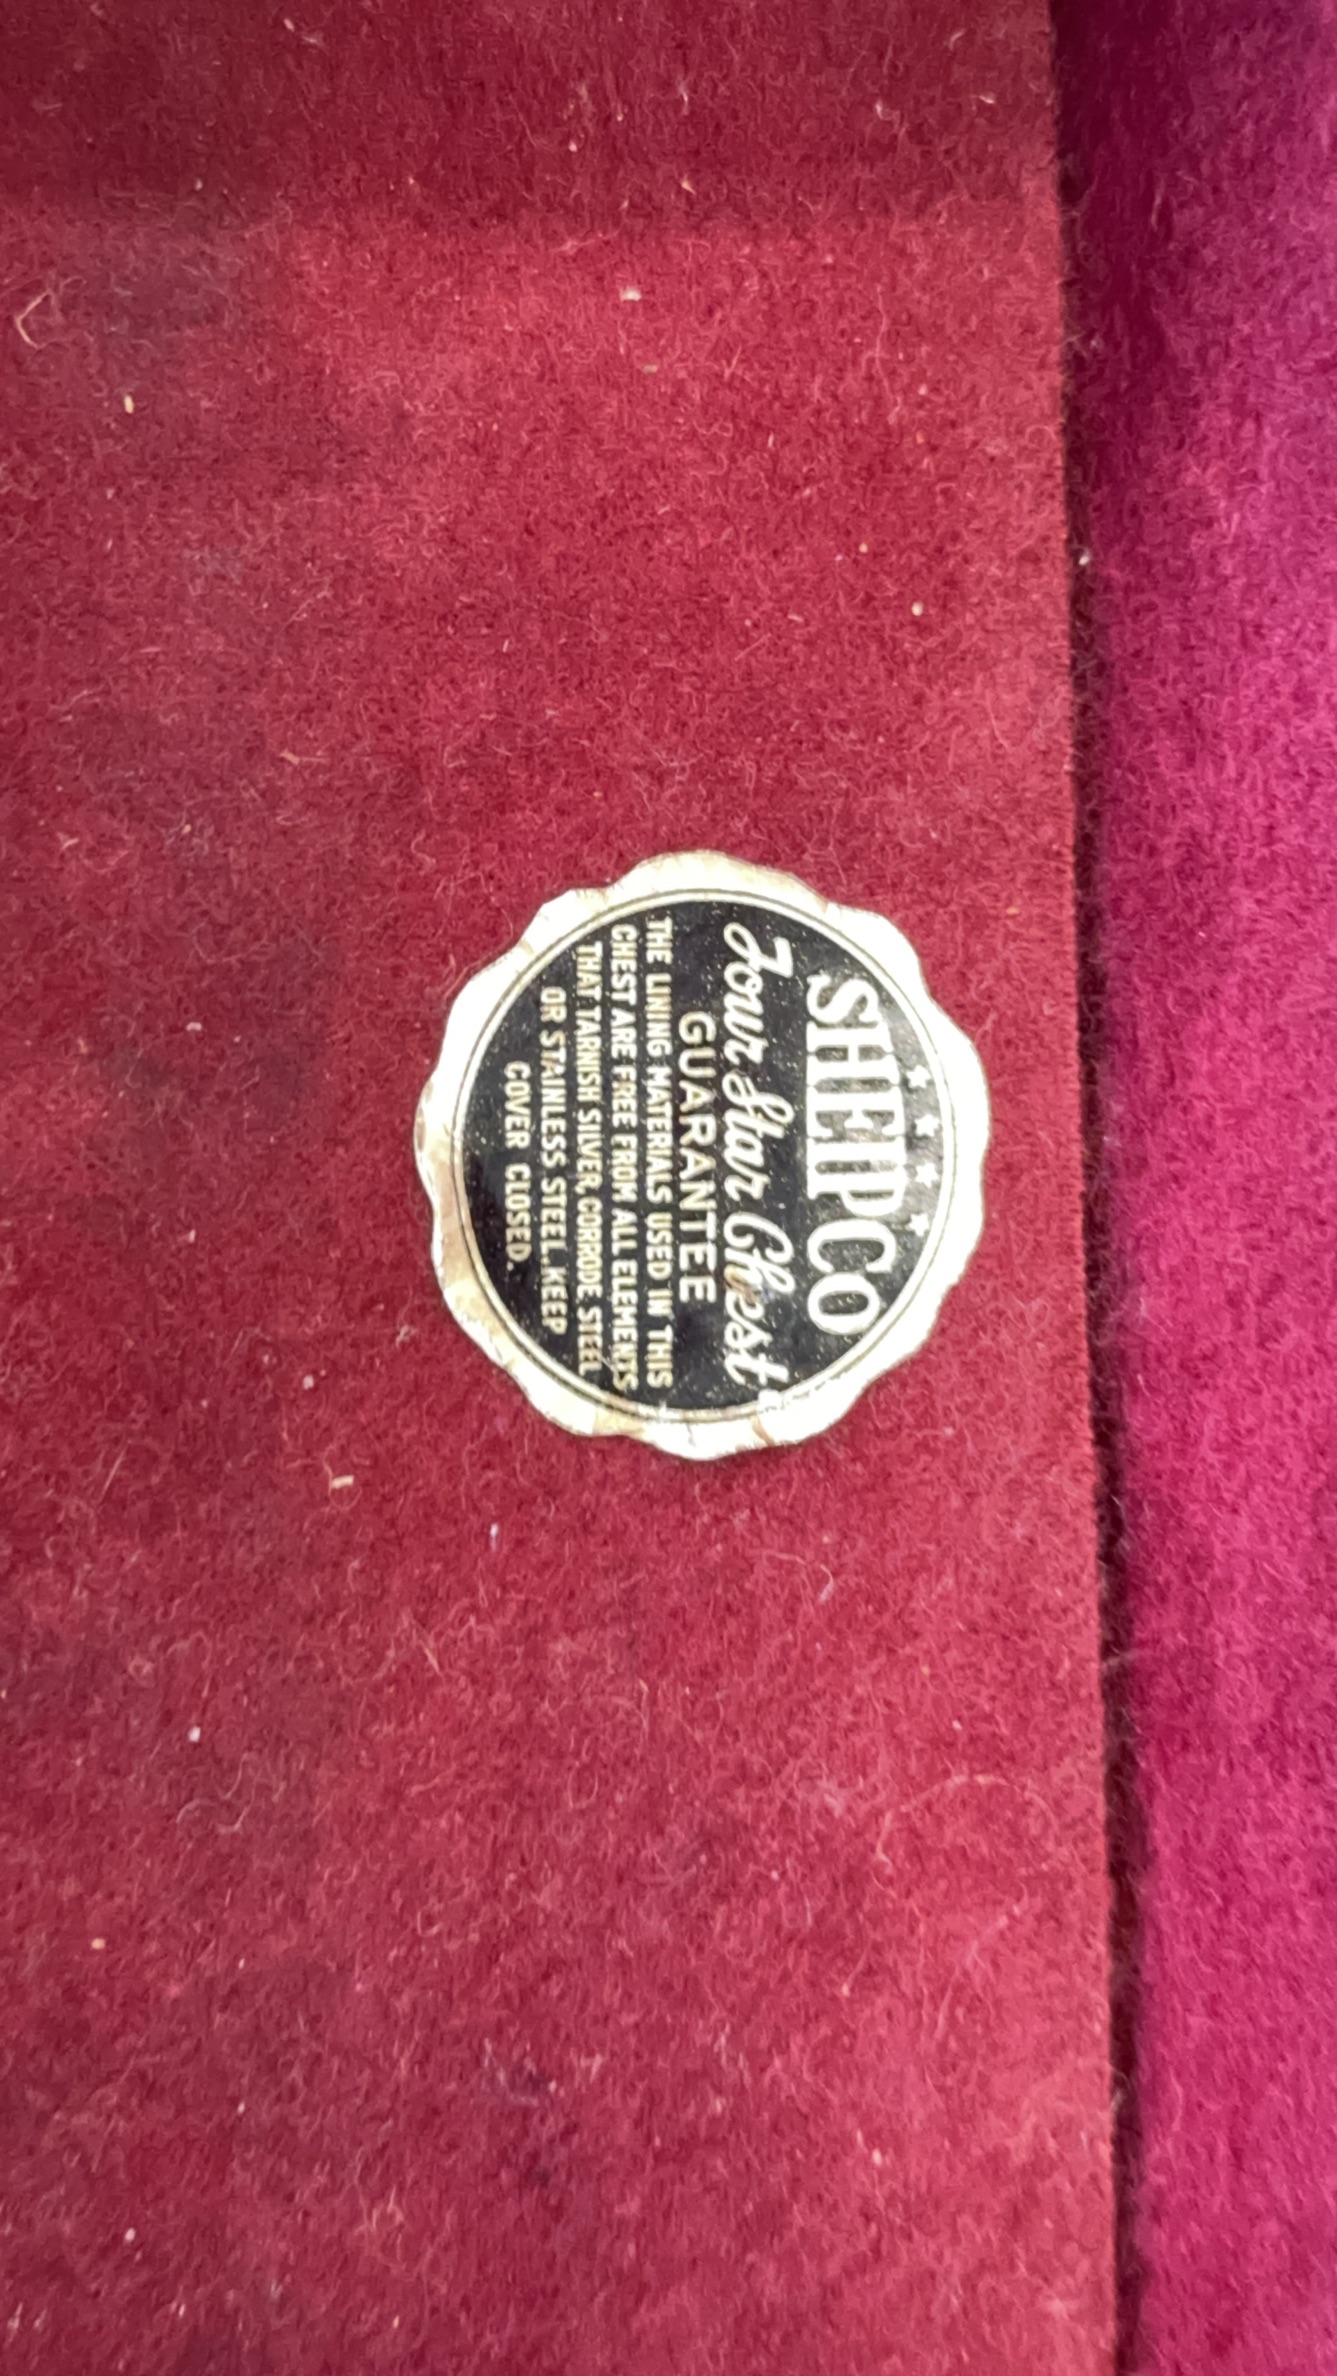 ★ ★ ★ ★
SHEPCO
Four Star Chest
GUARANTEE
THE LINING MATERIALS USED IN THIS
CHEST ARE FREE FROM ALL ELEMENTS
THAT TARNISH SILVER, CORRODE STEEL
OR STAINLESS STEEL. KEEP
COVER CLOSED.